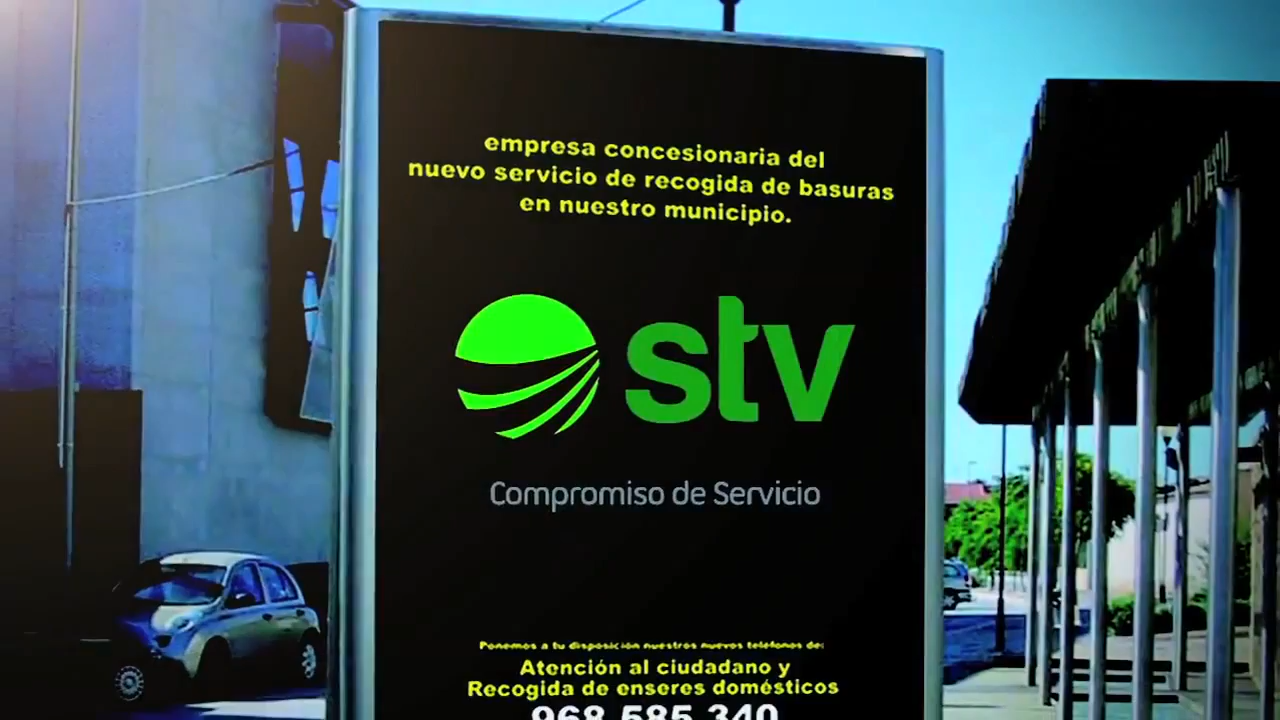 empresa concesionaria del
nuevo servicio de recogida de basuras
en nuestro municipio.
stv
Compromiso de Servicio
Ponemos a tu disposición nuestros nuevos teléfonos de:
Atención al ciudadano y
Recogida de enseres domésticos
968 585 340